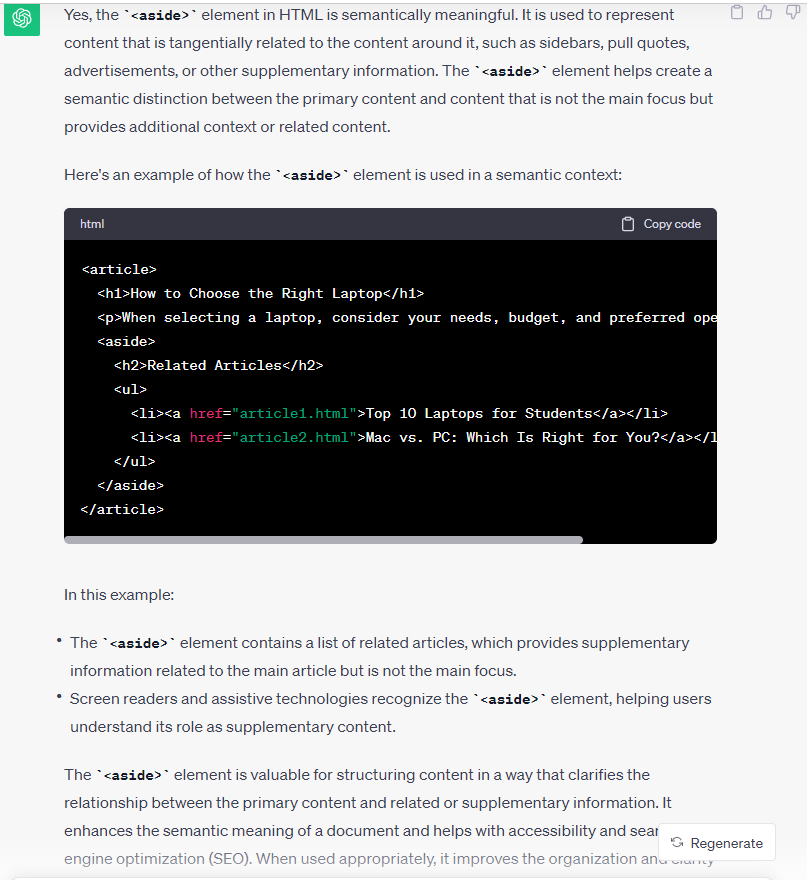 Yes, the `<aside>` element in HTML is semantically meaningful. It is used to represent
content that is tangentially related to the content around it, such as sidebars, pull quotes,
advertisements, or other supplementary information. The `<aside>` element helps create a
semantic distinction between the primary content and content that is not the main focus but
provides additional context or related content.
Here's an example of how the `<aside>` element is used in a semantic context:
html Copy code
<article>
<h1>How to Choose the Right Laptop</h1>
<p>When selecting a laptop, consider your needs, budget, and preferred ope
<aside>
<h2>Related Articles</h2>
<ul>
<li><a href="article1.html">Top 10 Laptops for Students</a></li>
<li><a href="article2.html">Mac vs. PC: Which Is Right for You?</a></l
</ul>
</aside>
</article>
In this example:
• The `<aside>` element contains a list of related articles, which provides supplementary
information related to the main article but is not the main focus.
• Screen readers and assistive technologies recognize the `<aside>` element, helping users
understand its role as supplementary content.
The `<aside>` element is valuable for structuring content in a way that clarifies the
relationship between the primary content and related or supplementary information. It
enhances the semantic meaning of a document and helps with accessibility and sear
Regenerate
engine optimization (SEO). When used appropriately, it improves the organization and clarity